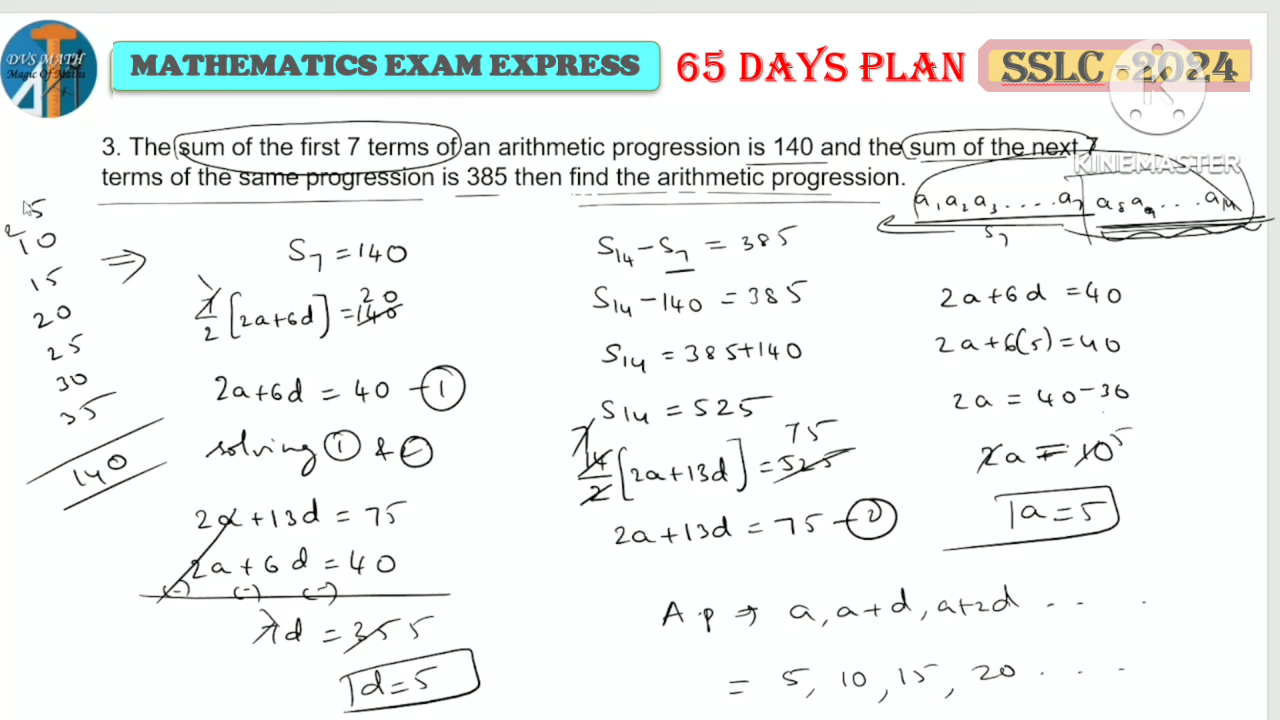 DVS MATH
Magic Of Maths
MATHEMATICS EXAM EXPRESS
65 DAYS PLAN
SSLC - 2024
KINEMASTER
3. The sum of the first 7 terms of an arithmetic progression is 140 and the sum of the next 7
terms of the same progression is 385 then find the arithmetic progression.
a₁ a₂ a₃ .... a₇ a₈ a₉ ... a₁₄
S₇
5
10
15
20
25
30
35
140
⇒ S₇ = 140
7/2 [2a+6d] = 140 20
2a+6d = 40 - ①
solving ① &
2a+13d = 75
2a+6d = 40
(-) (-) (-)
7d = 35 5
d = 5
S₁₄ - S₇ = 385
S₁₄ - 140 = 385
S₁₄ = 385+140
S₁₄ = 525
7 14/2 [2a+13d] = 525 75
2a+13d = 75 - ②
2a+6d = 40
2a+6(5) = 40
2a = 40-30
2a = 10 5
a = 5
Ap → a, a+d, a+2d ... .
= 5, 10, 15, 20 ....